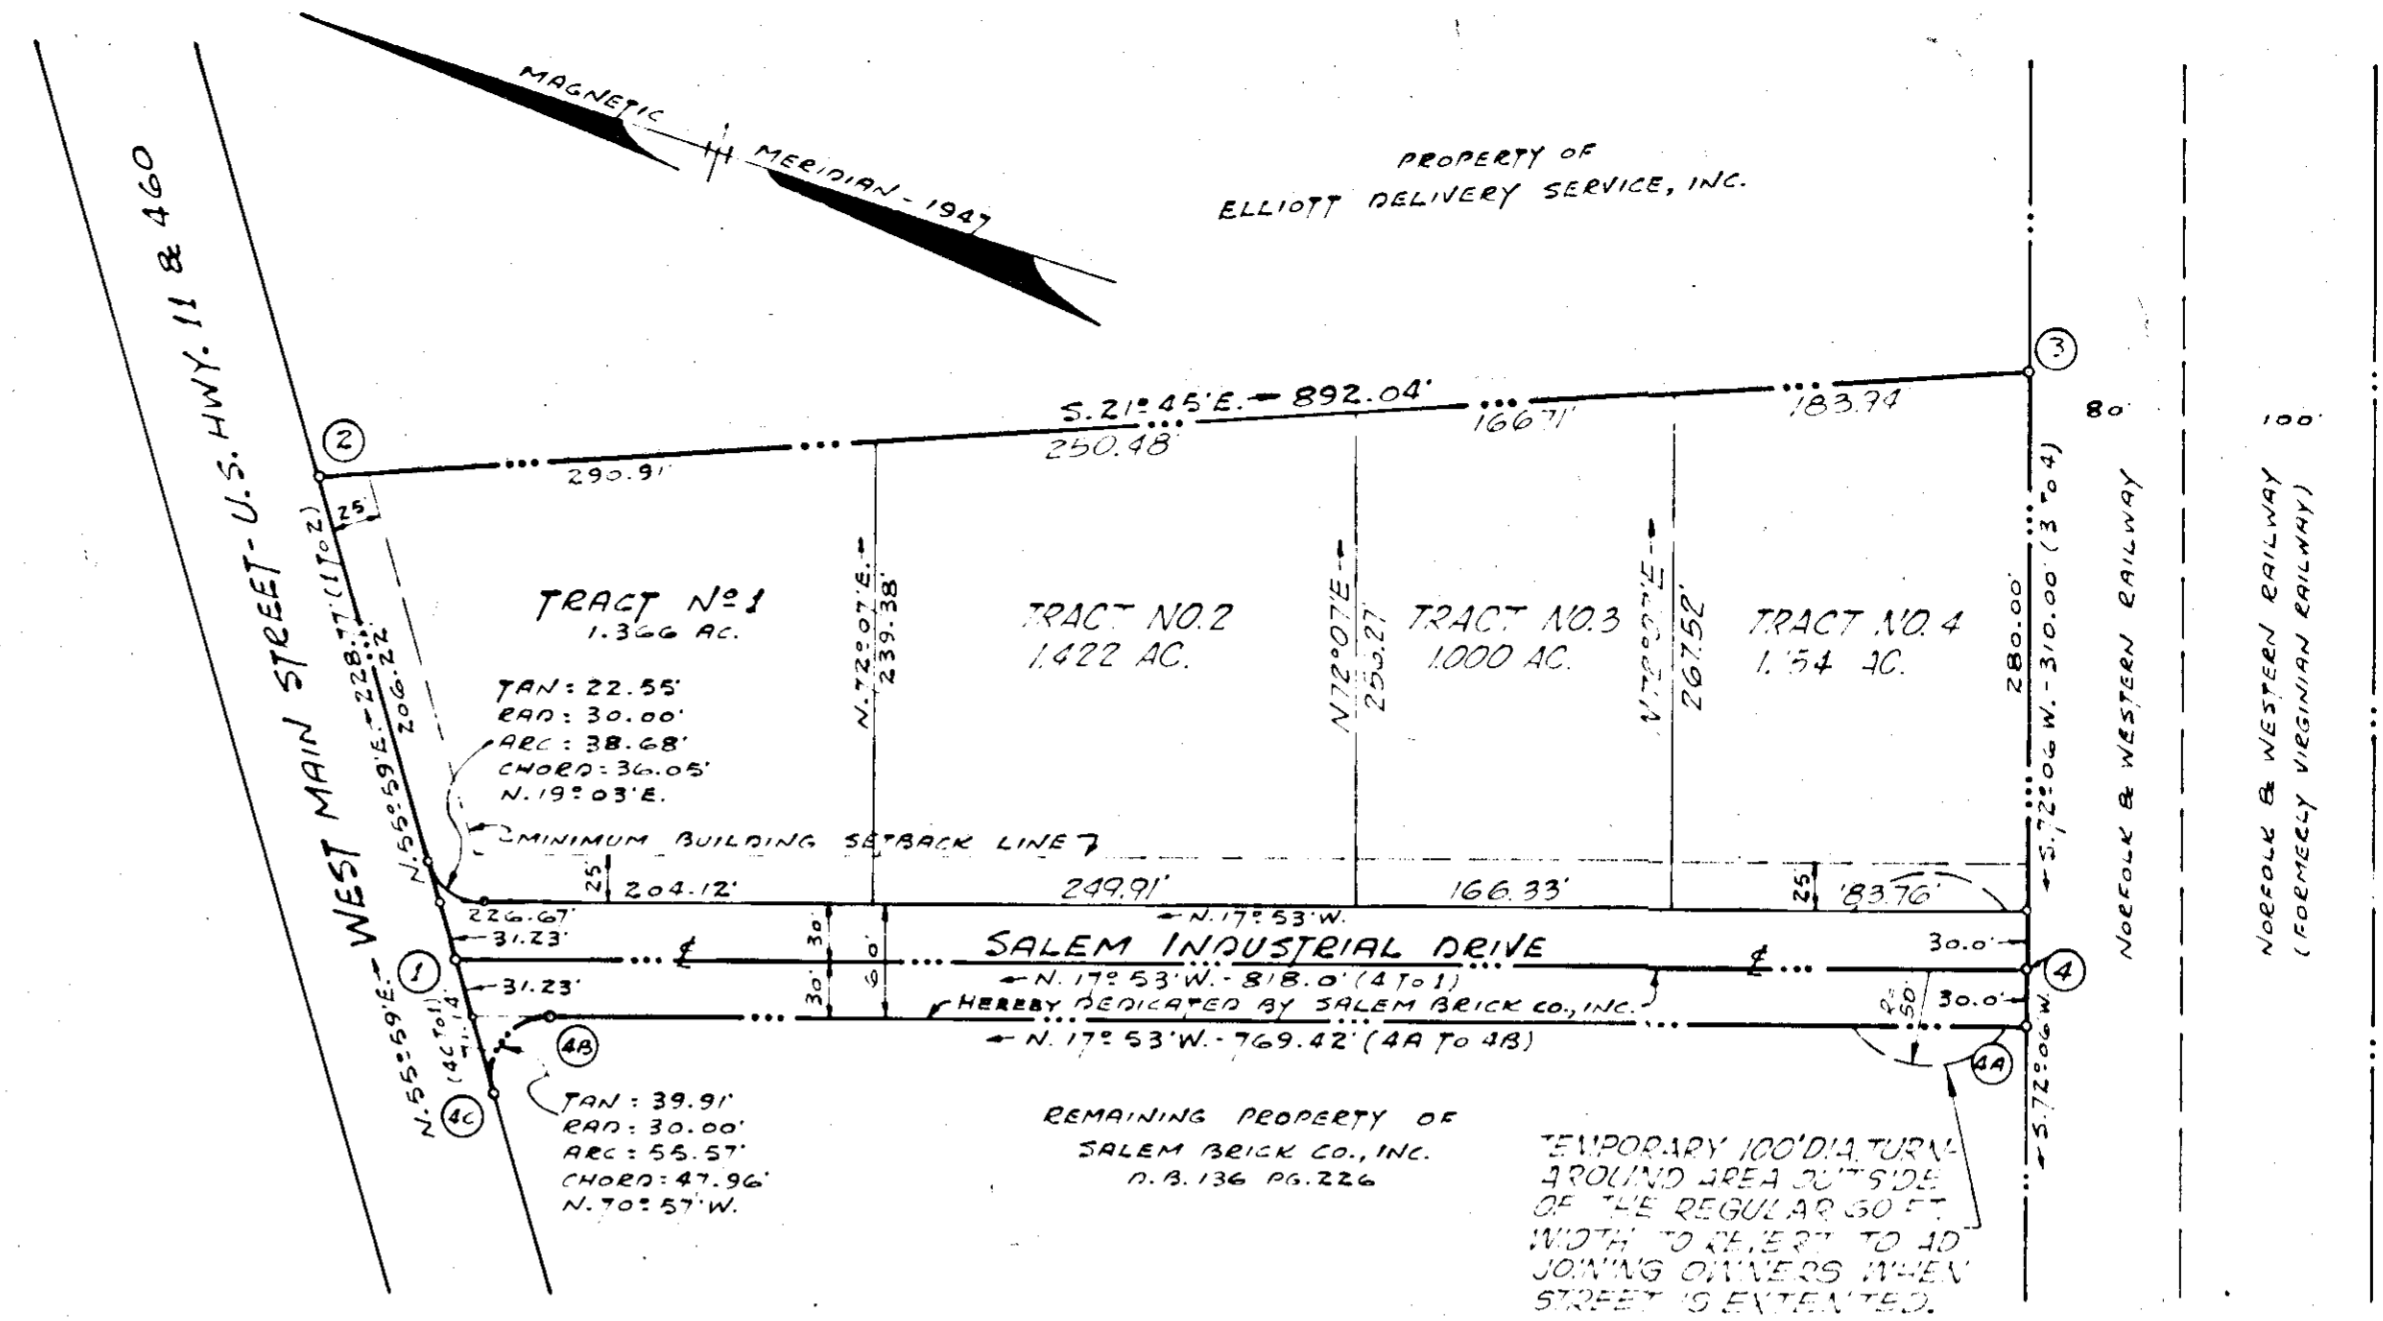 MAGNETIC
MERIDIAN - 1947
PROPERTY OF
ELLIOTT DELIVERY SERVICE, INC.
WEST MAIN STREET - U.S. HWY. 11 & 460
3
2
S. 21° 45' E. 892.04'
290.91'
250.48'
166.71'
183.74
80'
100'
25'
N. 55° 59' E. - 228.77' (1 TO 2)
206.22'
TRACT Nº 1
1.366 AC.
N. 72° 07' E.
239.38'
TRACT NO. 2
1.422 AC.
N 72° 07' E
TRACT NO. 3
1.000 AC.
N 72° 07' E
267.52'
TRACT NO. 4
AC.
280.00'
S. 72° 06 W. - 310.00' (3 TO 4)
NORFOLK & WESTERN RAILWAY
NORFOLK & WESTERN RAILWAY
(FORMERLY VIRGINIAN RAILWAY)
TAN: 22.55'
RAD: 30.00'
ARC: 38.68'
CHORD: 36.05'
N. 19° 03' E.
MINIMUM BUILDING SETBACK LINE
25'
204.12'
249.91'
166.33'
25'
183.76'
226.67'
N. 17° 53' W.
31.23'
30'
60'
SALEM INDUSTRIAL DRIVE
30.0'
1
4
N. 17° 53' W. - 818.0' (4 TO 1)
31.23'
30'
HEREBY DEDICATED BY SALEM BRICK CO., INC.
R= 50'
30.0'
N. 17° 53' W. - 769.42' (4A TO 4B)
4B
4A
N. 55° 59' E.
(4C TO 1)
71.14'
4C
S. 72° 06 W.
TAN: 39.91'
RAD: 30.00'
ARC: 55.57'
CHORD: 47.96'
N. 70° 57' W.
REMAINING PROPERTY OF
SALEM BRICK CO., INC.
D.B. 136 PG. 226
TEMPORARY 100' DIA. TURN-
AROUND AREA OUTSIDE
OF THE REGULAR 60 FT.
WIDTH TO REVERT TO AD
JOINING OWNERS WHEN
STREET IS EXTENTED.